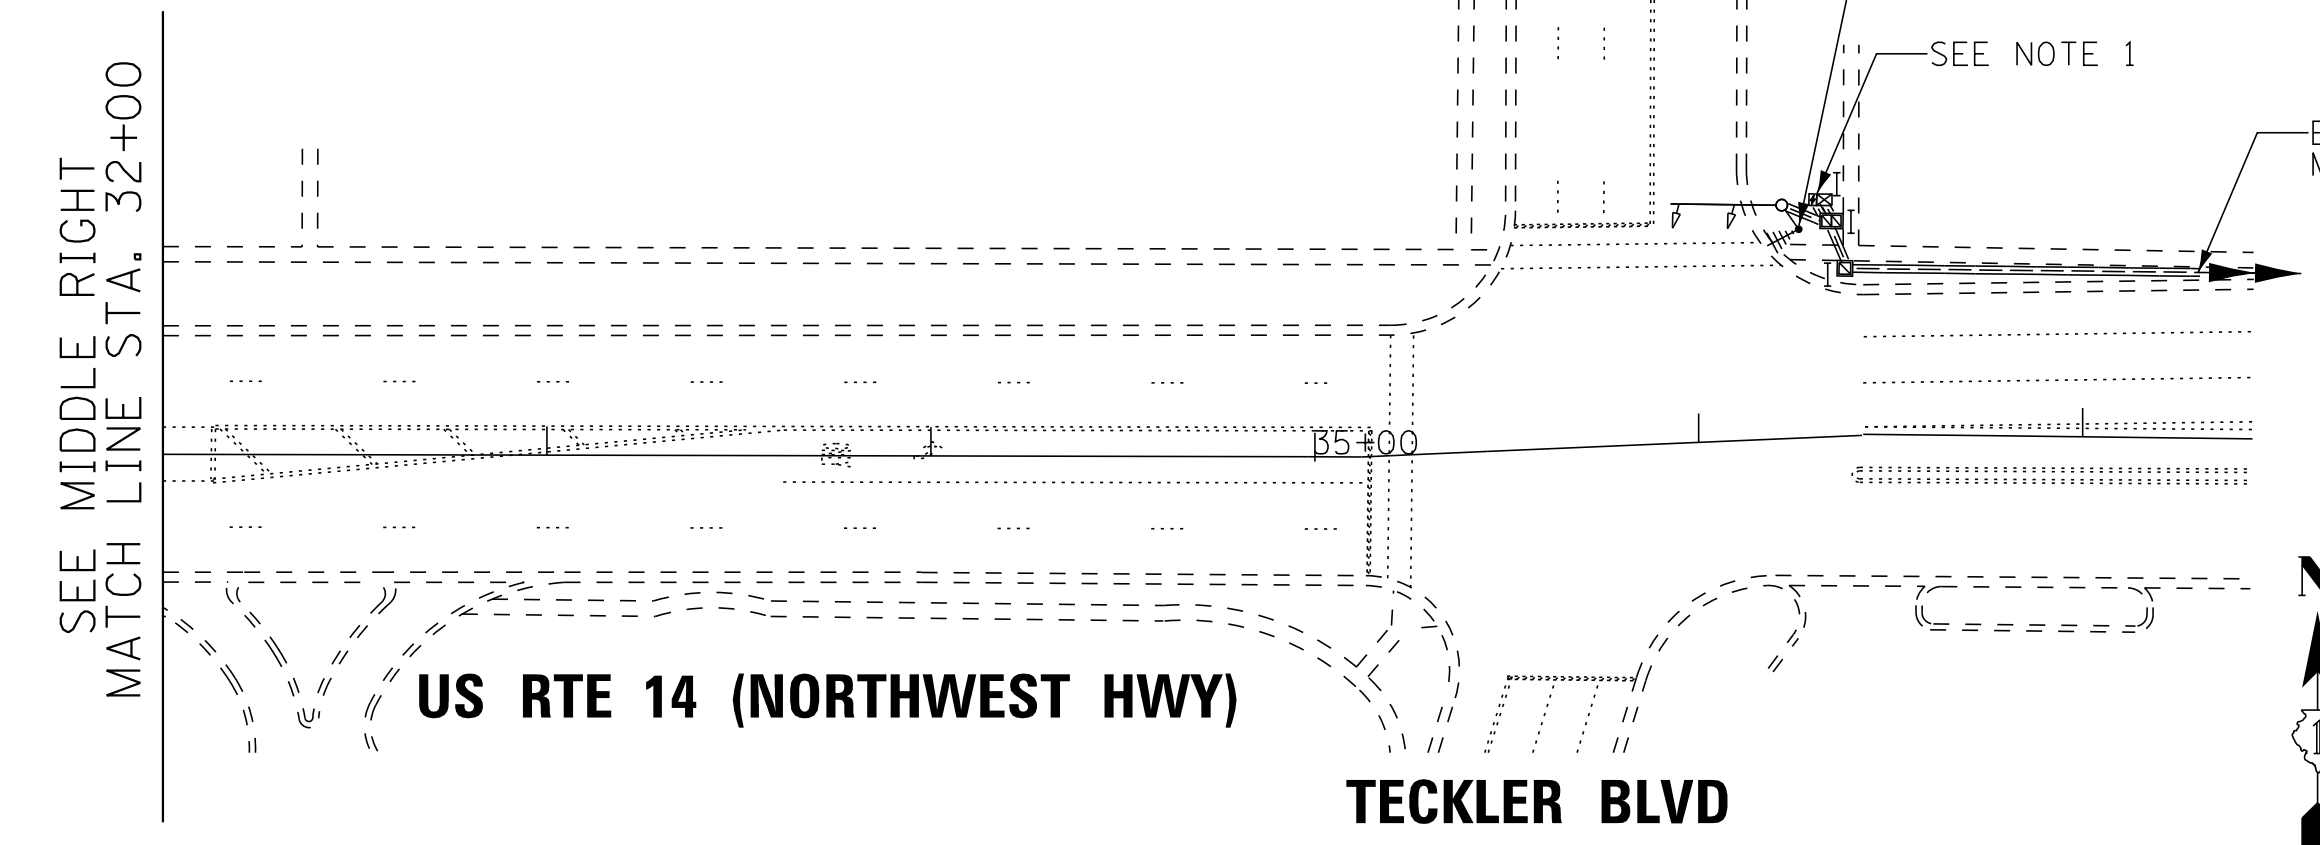 SEE MIDDLE RIGHT
MATCH LINE STA. 32+00
SEE NOTE 1
35+00
US RTE 14 (NORTHWEST HWY)
TECKLER BLVD